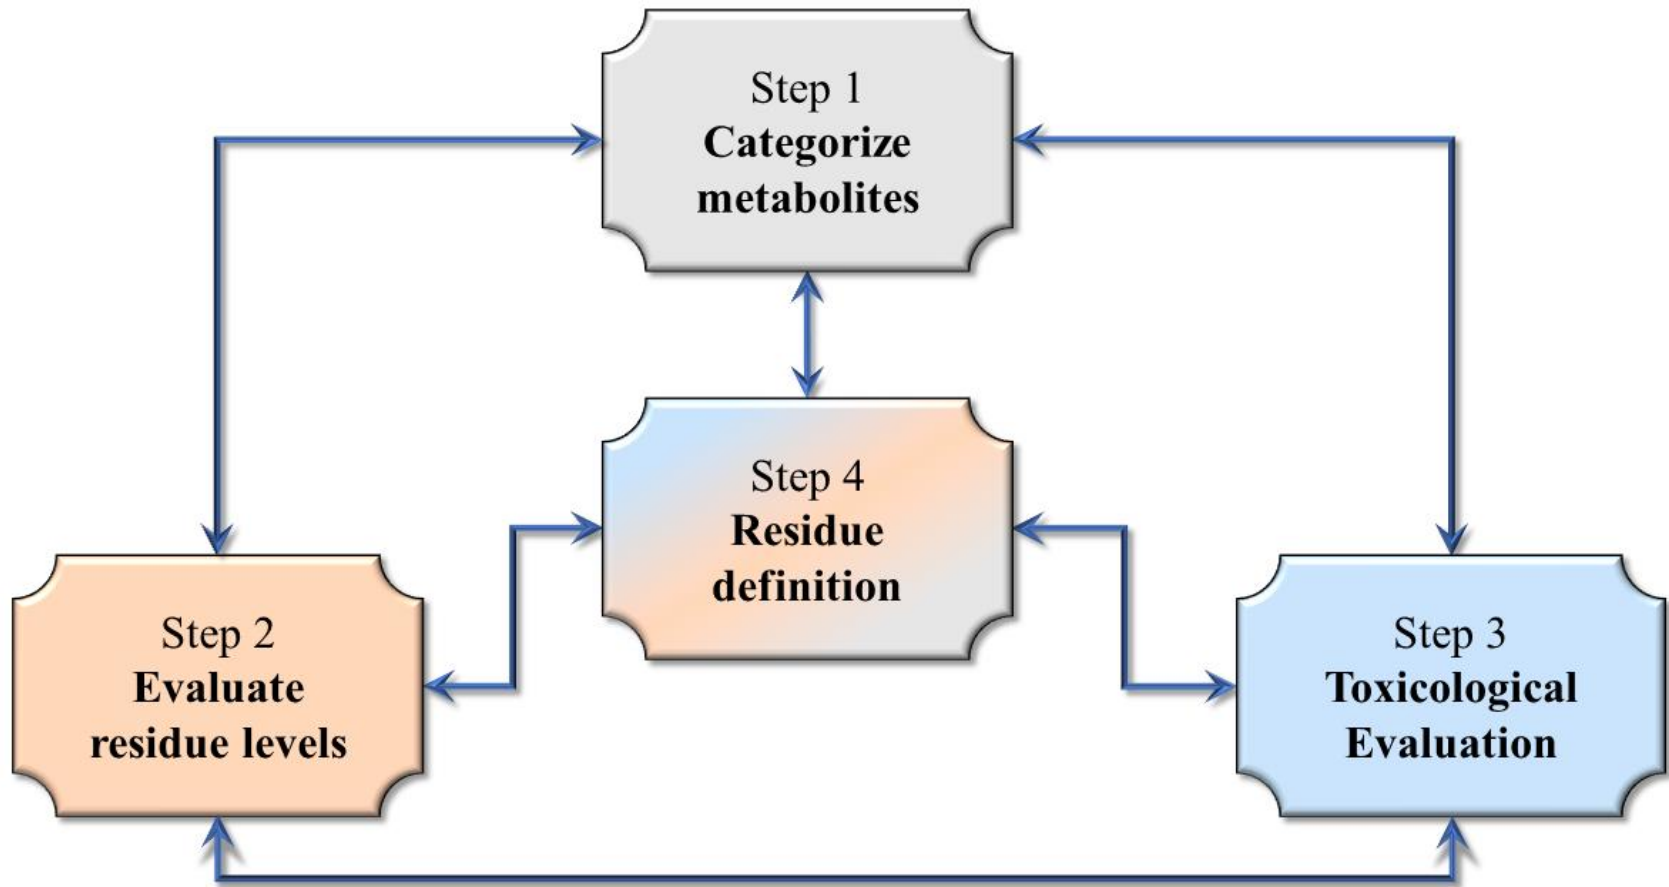 Step 1
Categorize
metabolites
Step 4
Residue
definition
Step 2
Evaluate
residue levels
Step 3
Toxicological
Evaluation